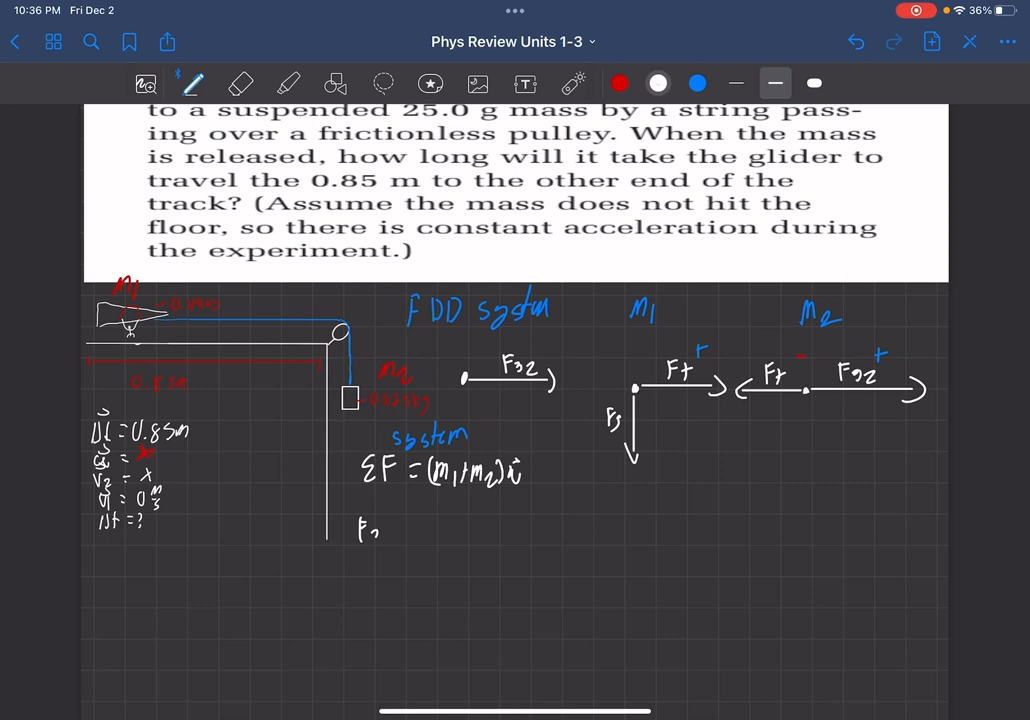 10:36 PM Fri Dec 2
36%
Phys Review Units 1-3
to a suspended 25.0 g mass by a string pass-
ing over a frictionless pulley. When the mass
is released, how long will it take the glider to
travel the 0.85 m to the other end of the
track? (Assume the mass does not hit the
floor, so there is constant acceleration during
the experiment.)
m1
FDD system
m1
m2
Fg2
Ft +
Ft - Fg2 +
0.85m
m2
Fg
= 0.85m
system
ΣF = (m1+m2)a
v2 = x
= 0 m/s
Δt = ?